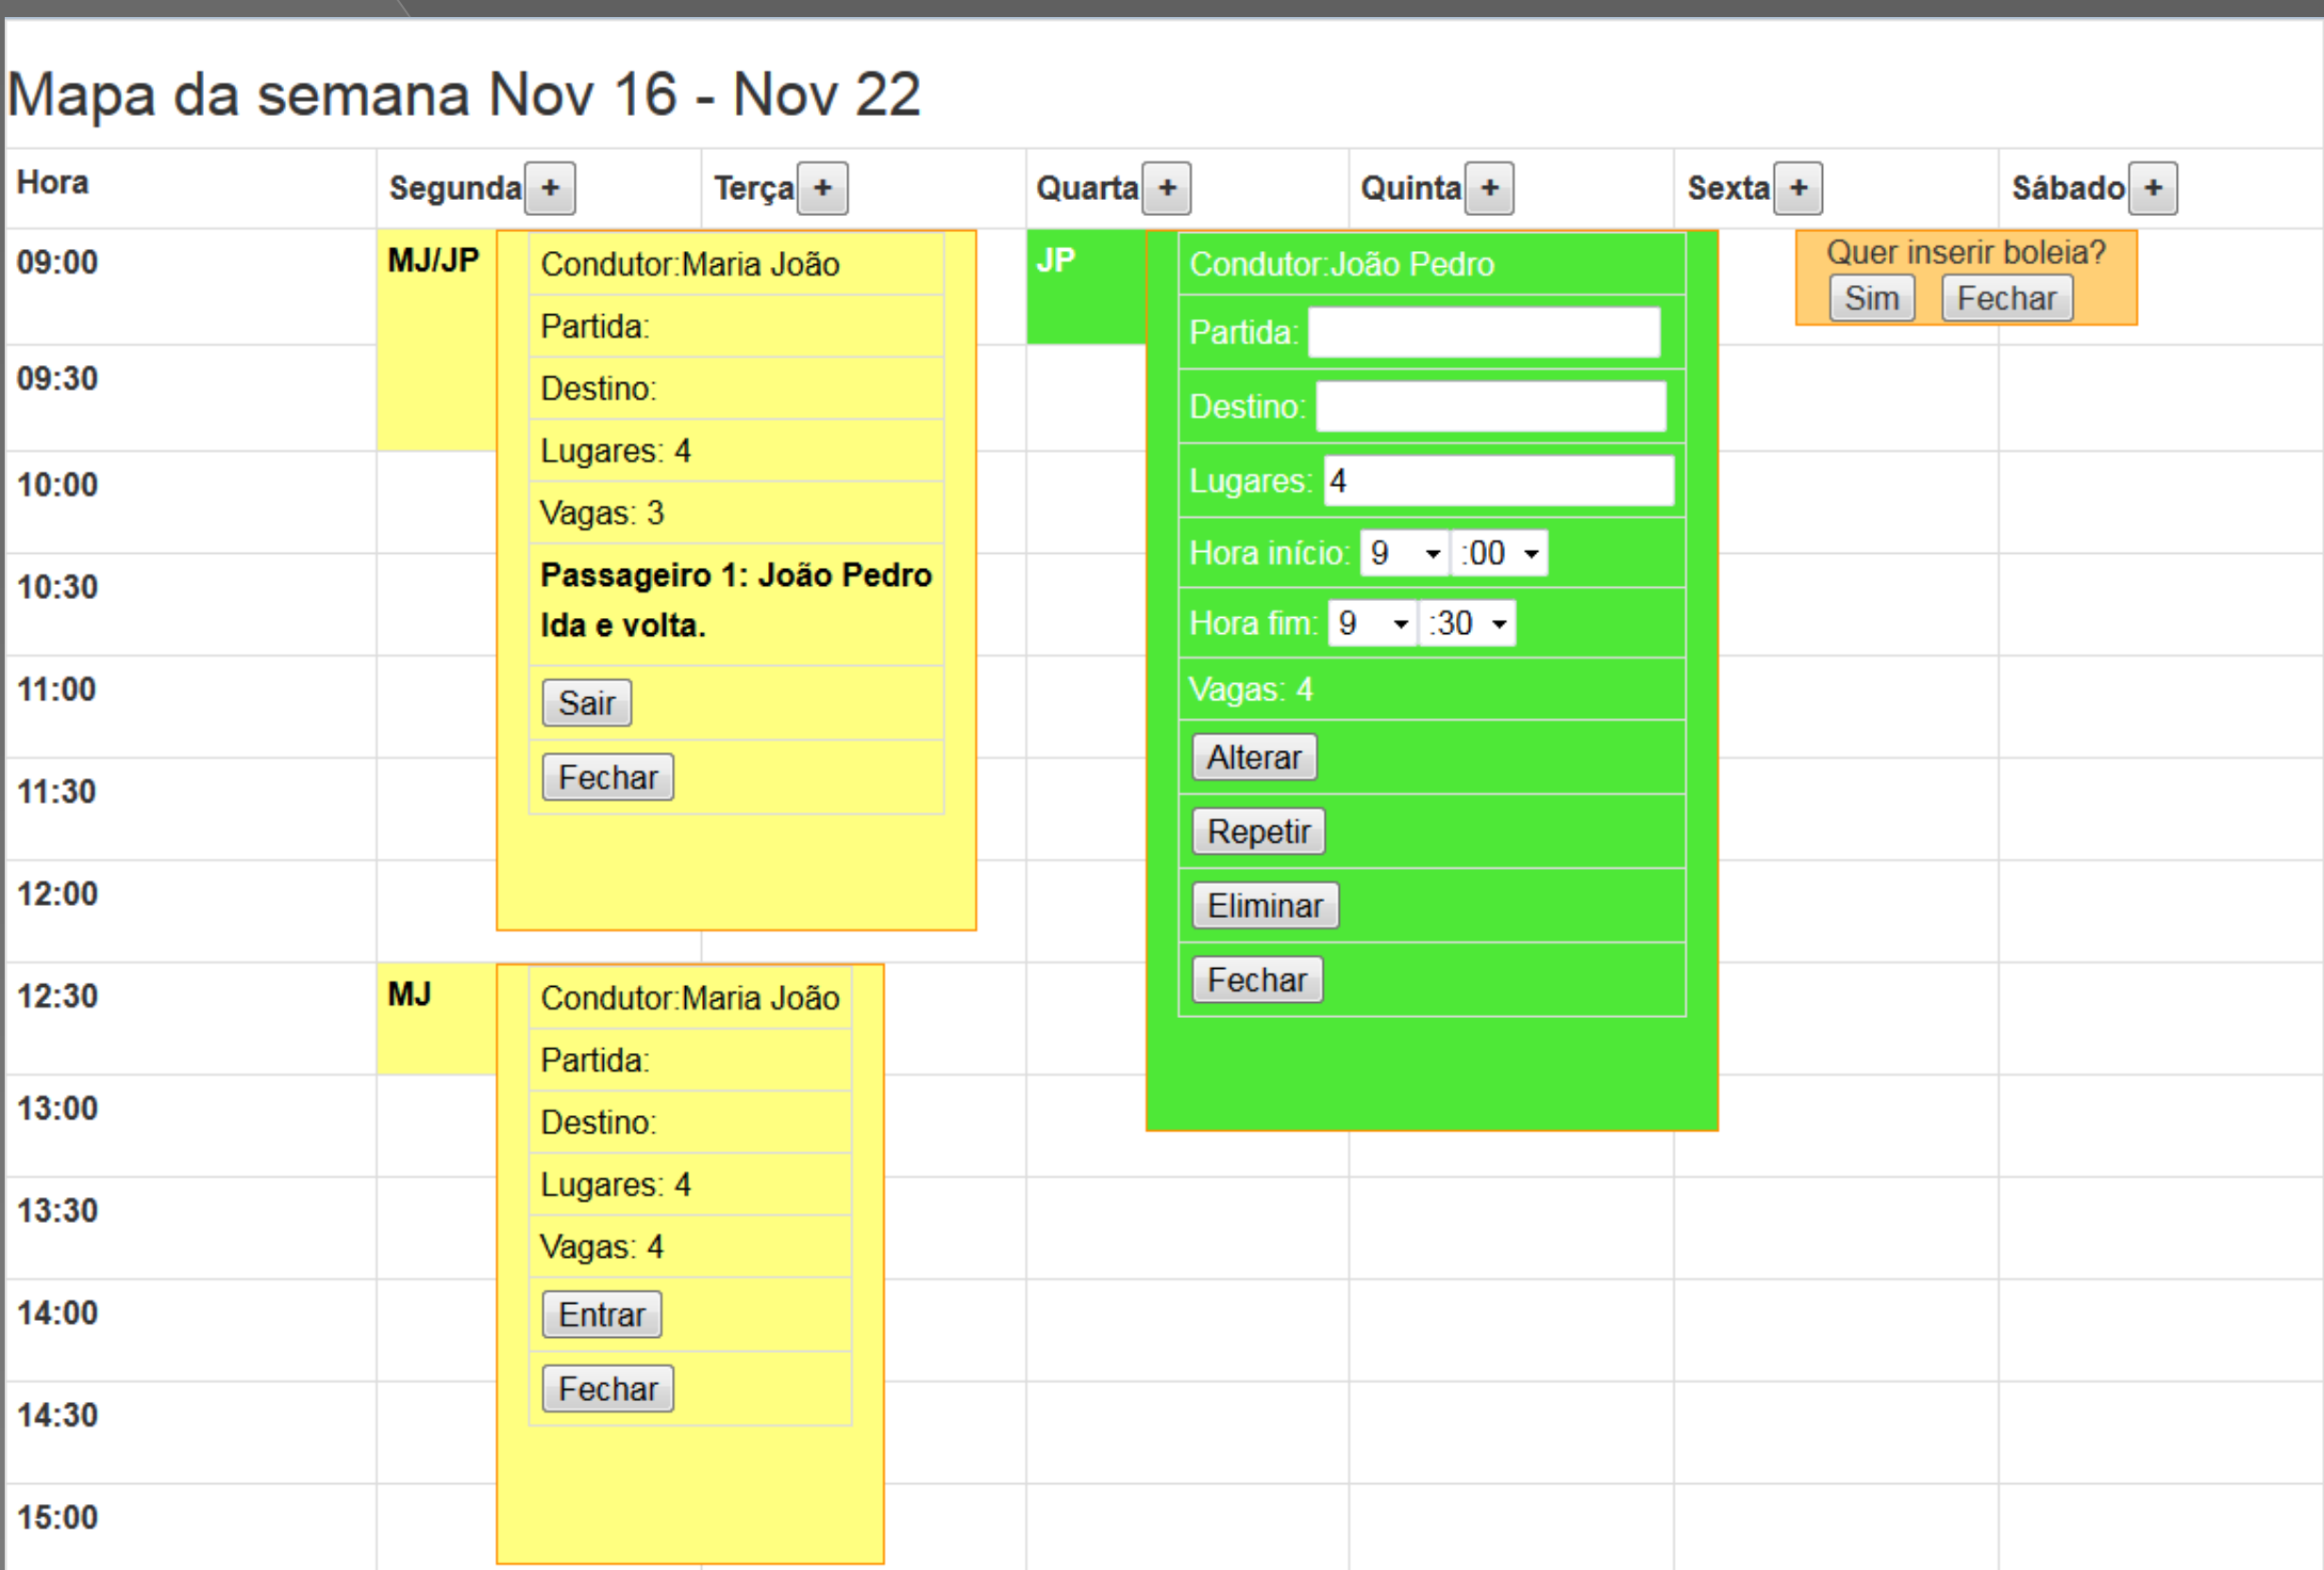 Mapa da semana Nov 16 - Nov 22
Hora Segunda + Terça + Quarta + Quinta + Sexta + Sábado +
09:00
09:30
10:00
10:30
11:00
11:30
12:00
12:30
13:00
13:30
14:00
14:30
15:00
MJ/JP
Condutor:Maria João
Partida:
Destino:
Lugares: 4
Vagas: 3
Passageiro 1: João Pedro
Ida e volta.
Sair
Fechar
MJ
Condutor:Maria João
Partida:
Destino:
Lugares: 4
Vagas: 4
Entrar
Fechar
JP
Condutor:João Pedro
Partida:
Destino:
Lugares: 4
Hora início: 9 :00
Hora fim: 9 :30
Vagas: 4
Alterar
Repetir
Eliminar
Fechar
Quer inserir boleia?
Sim Fechar